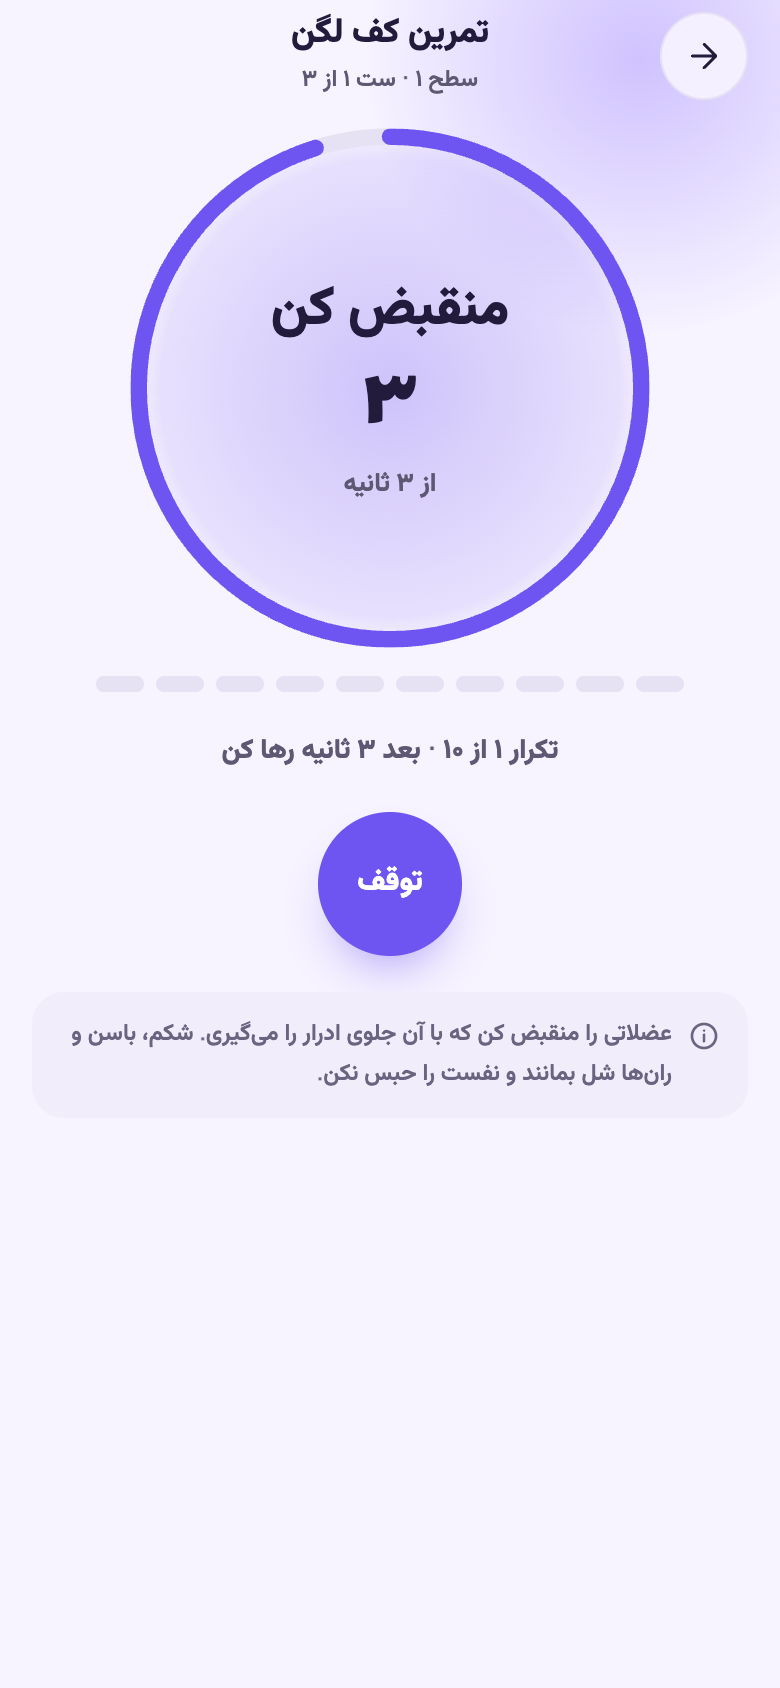 تمرین کف لگن
سطح ۱ · ست ۱ از ۳
منقبض کن
۳
از ۳ ثانیه
تکرار ۱ از ۱۰ · بعد ۳ ثانیه رها کن
توقف
عضلاتی را منقبض کن که با آن جلوی ادرار را می‌گیری. شکم، باسن و
ران‌ها شل بمانند و نفست را حبس نکن.